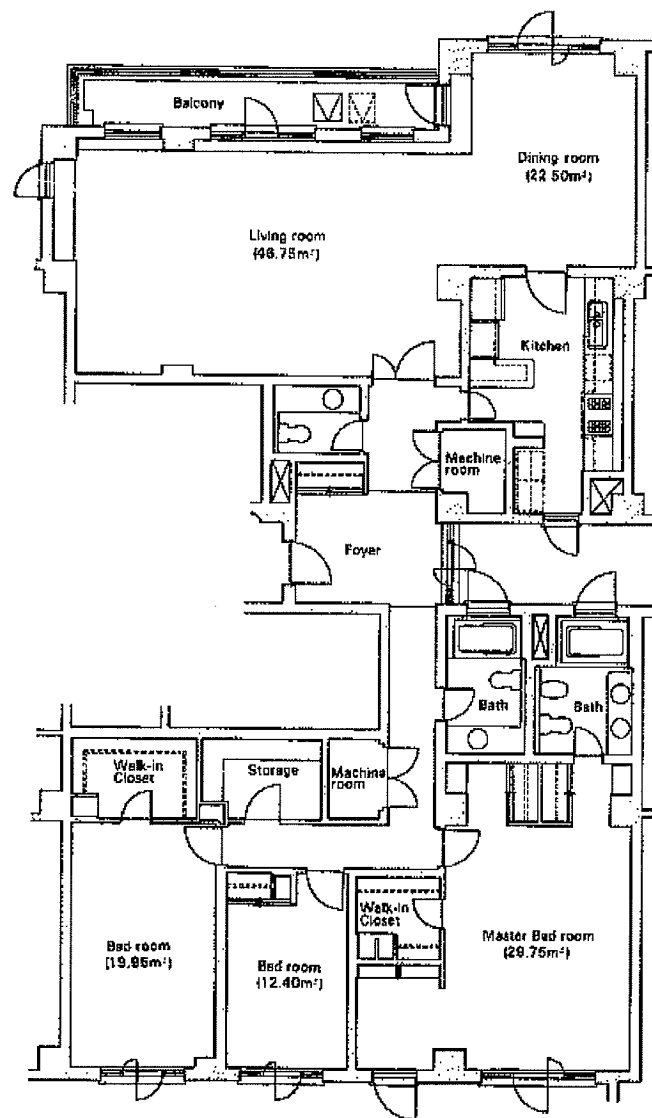 Balcony
Dining room
(22.50m²)
Living room
(46.75m²)
Kitchen
Machine
room
Foyer
Bath
Bath
Walk-in
Closet
Storage
Machine
room
Walk-in
Closet
Bed room
(19.95m²)
Bed room
(12.40m²)
Master Bed room
(29.75m²)